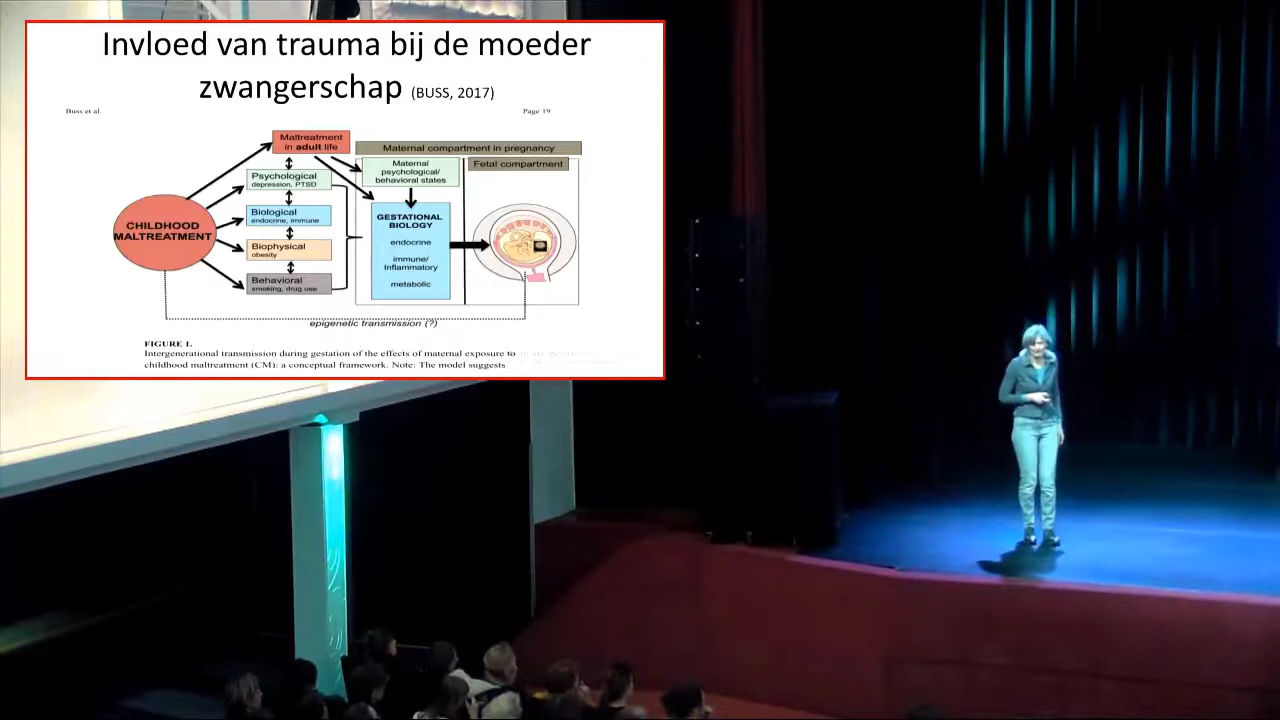 Invloed van trauma bij de moeder
zwangerschap (BUSS, 2017)
Buss et al
Page 19
Maltreatment
in adult life
Maternal compartment in pregnancy
Maternal
psychological/
behavioral states
Fetal compartment
Psychological
depression, PTSD
Biological
endocrine, immune
CHILDHOOD
MALTREATMENT
GESTATIONAL
BIOLOGY
endocrine
immune/
Inflammatory
metabolic
Biophysical
obesity
Behavioral
smoking, drug use
epigenetic transmission (?)
FIGURE 1.
Intergenerational transmission during gestation of the effects of maternal exposure to
childhood maltreatment (CM): a conceptual framework. Note: The model suggests